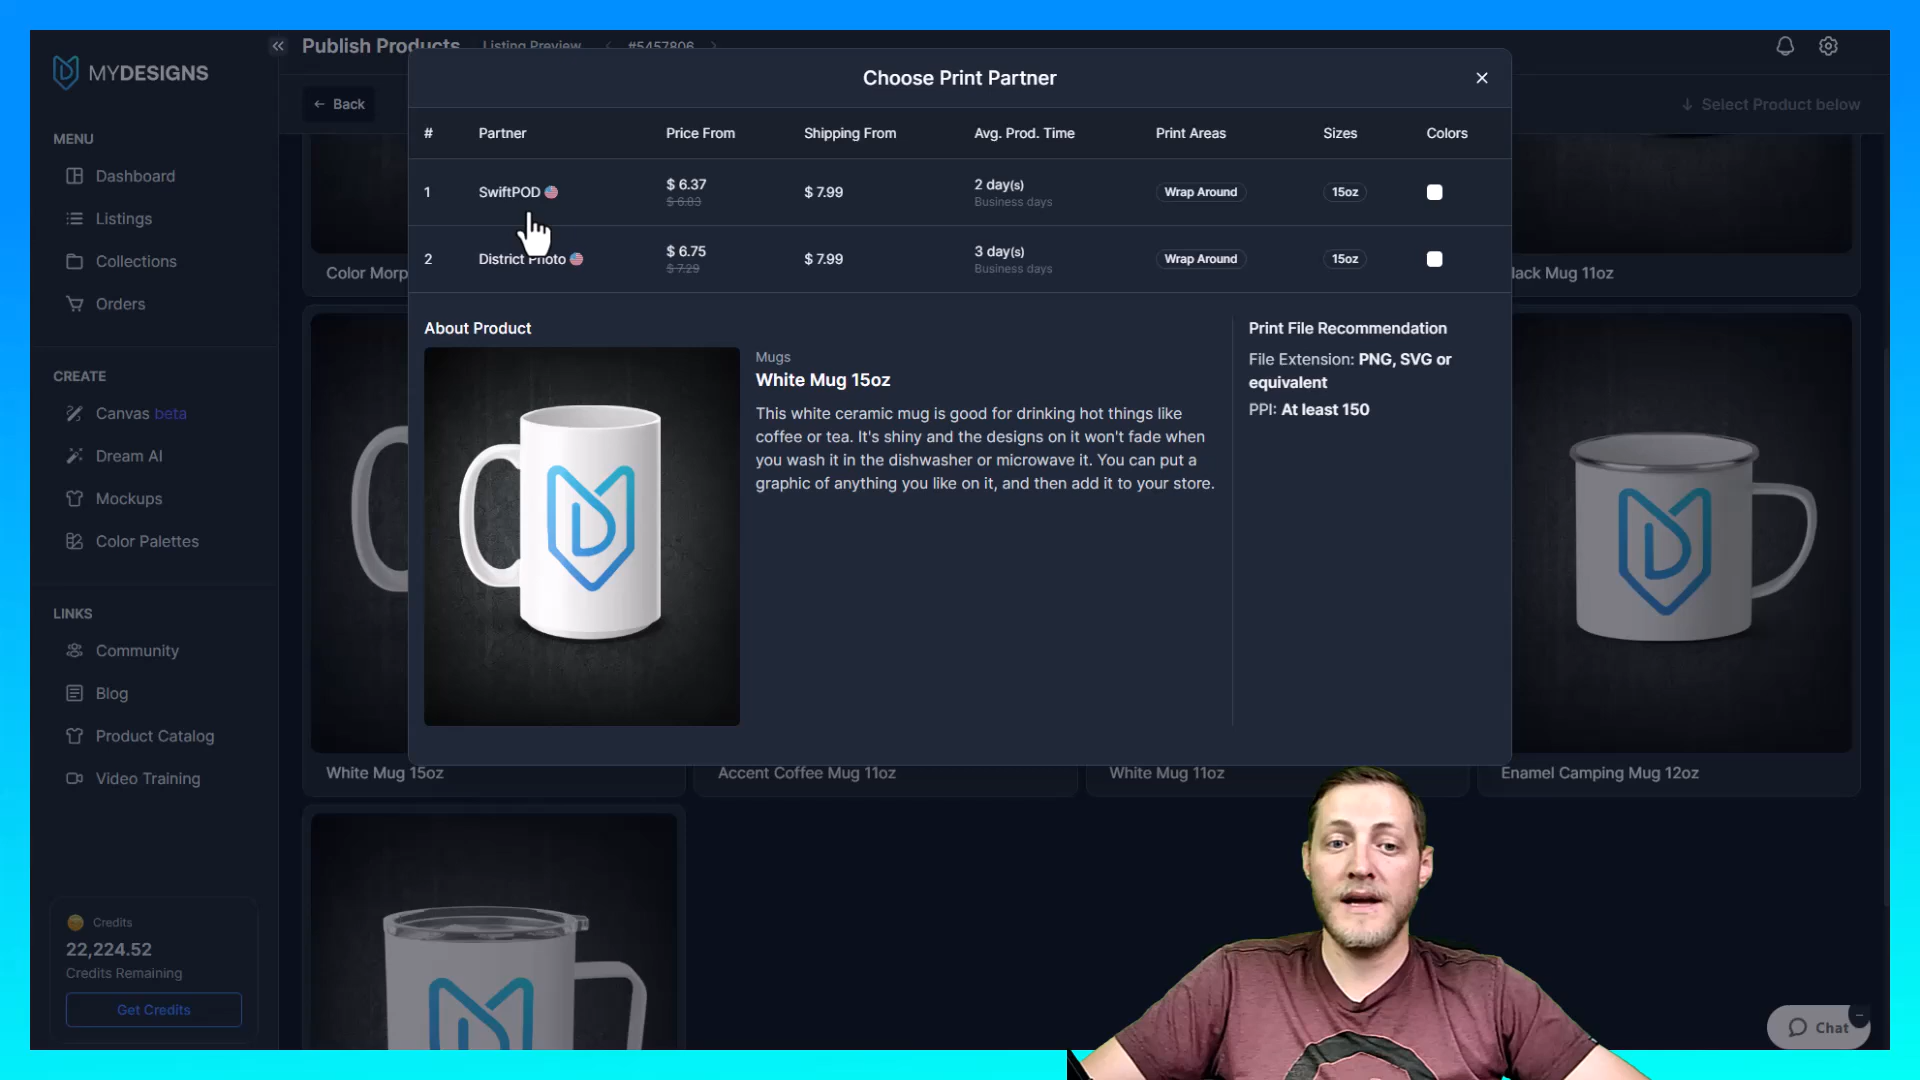 MYDESIGNS
MENU
Dashboard
Listings
Collections
Orders
CREATE
Canvas beta
Dream AI
Mockups
Color Palettes
LINKS
Community
Blog
Product Catalog
Video Training
Credits
22,224.52
Credits Remaining
Get Credits
Publish Products Listing Preview #5457806
Back
Select Product below
Choose Print Partner
# Partner Price From Shipping From Avg. Prod. Time Print Areas Sizes Colors
1 SwiftPOD $ 6.37 $ 7.99 2 day(s) Wrap Around 15oz
$ 6.83 Business days
2 District Photo $ 6.75 $ 7.99 3 day(s) Wrap Around 15oz
$ 7.29 Business days
About Product
Mugs
White Mug 15oz
This white ceramic mug is good for drinking hot things like
coffee or tea. It's shiny and the designs on it won't fade when
you wash it in the dishwasher or microwave it. You can put a
graphic of anything you like on it, and then add it to your store.
Print File Recommendation
File Extension: PNG, SVG or
equivalent
PPI: At least 150
Color Morp
lack Mug 11oz
White Mug 15oz
Accent Coffee Mug 11oz
White Mug 11oz
Enamel Camping Mug 12oz
Chat